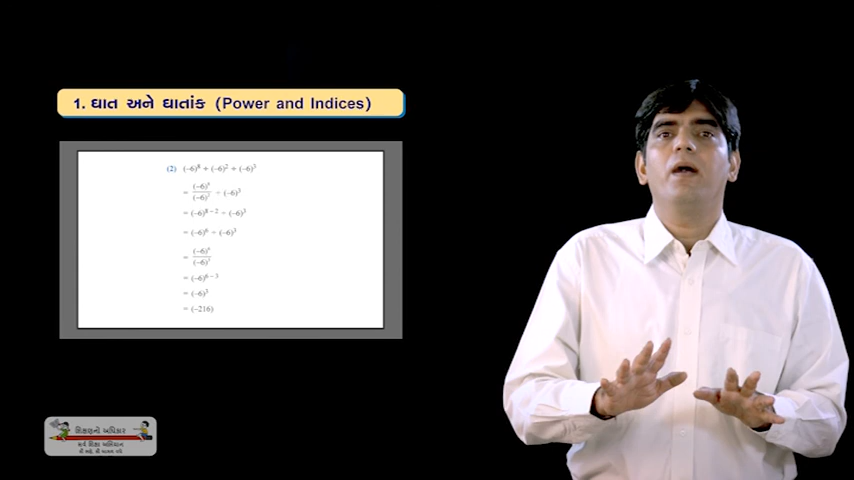 1. ઘાત અને ઘાતાંક (Power and Indices)
(2) (–6)⁸ ÷ (–6)² ÷ (–6)³
= (–6)⁸ / (–6)² ÷ (–6)³
= (–6)⁸ ⁻ ² ÷ (–6)³
= (–6)⁶ ÷ (–6)³
= (–6)⁶ / (–6)³
= (–6)⁶ ⁻ ³
= (–6)³
= (–216)
શિક્ષણનો અધિકાર
સર્વ શિક્ષા અભિયાન